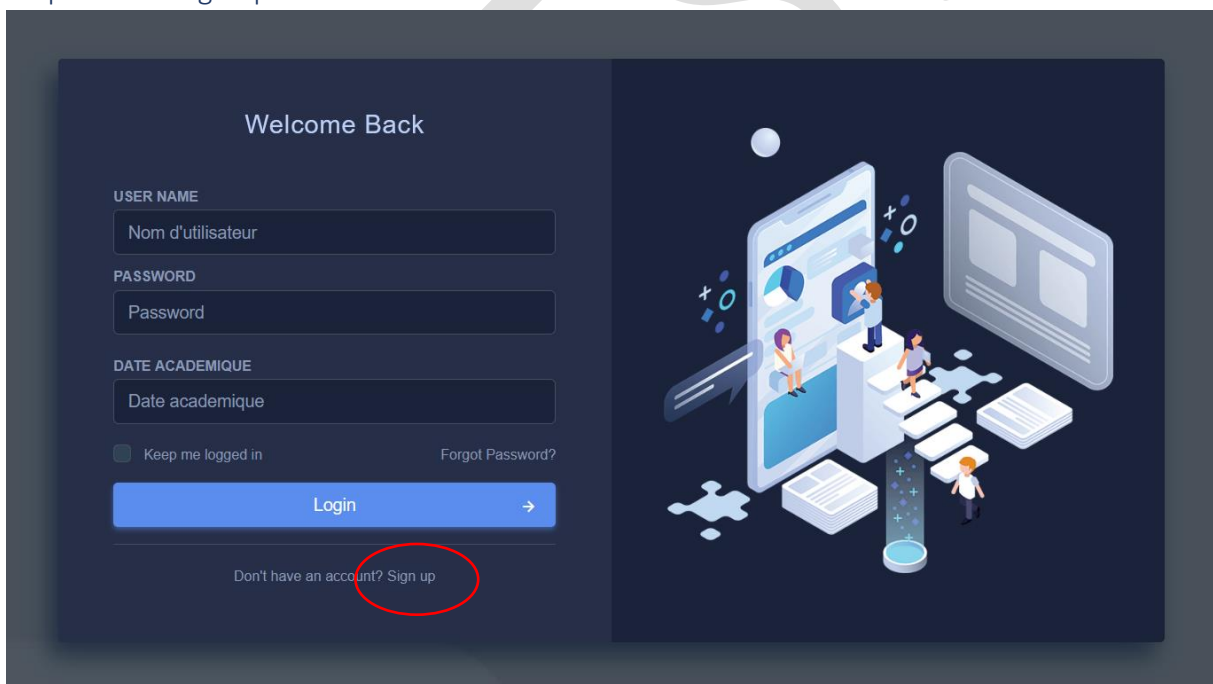 Welcome Back
USER NAME
Nom d'utilisateur
PASSWORD
Password
DATE ACADEMIQUE
Date academique
Keep me logged in Forgot Password?
Login →
Don't have an account? Sign up